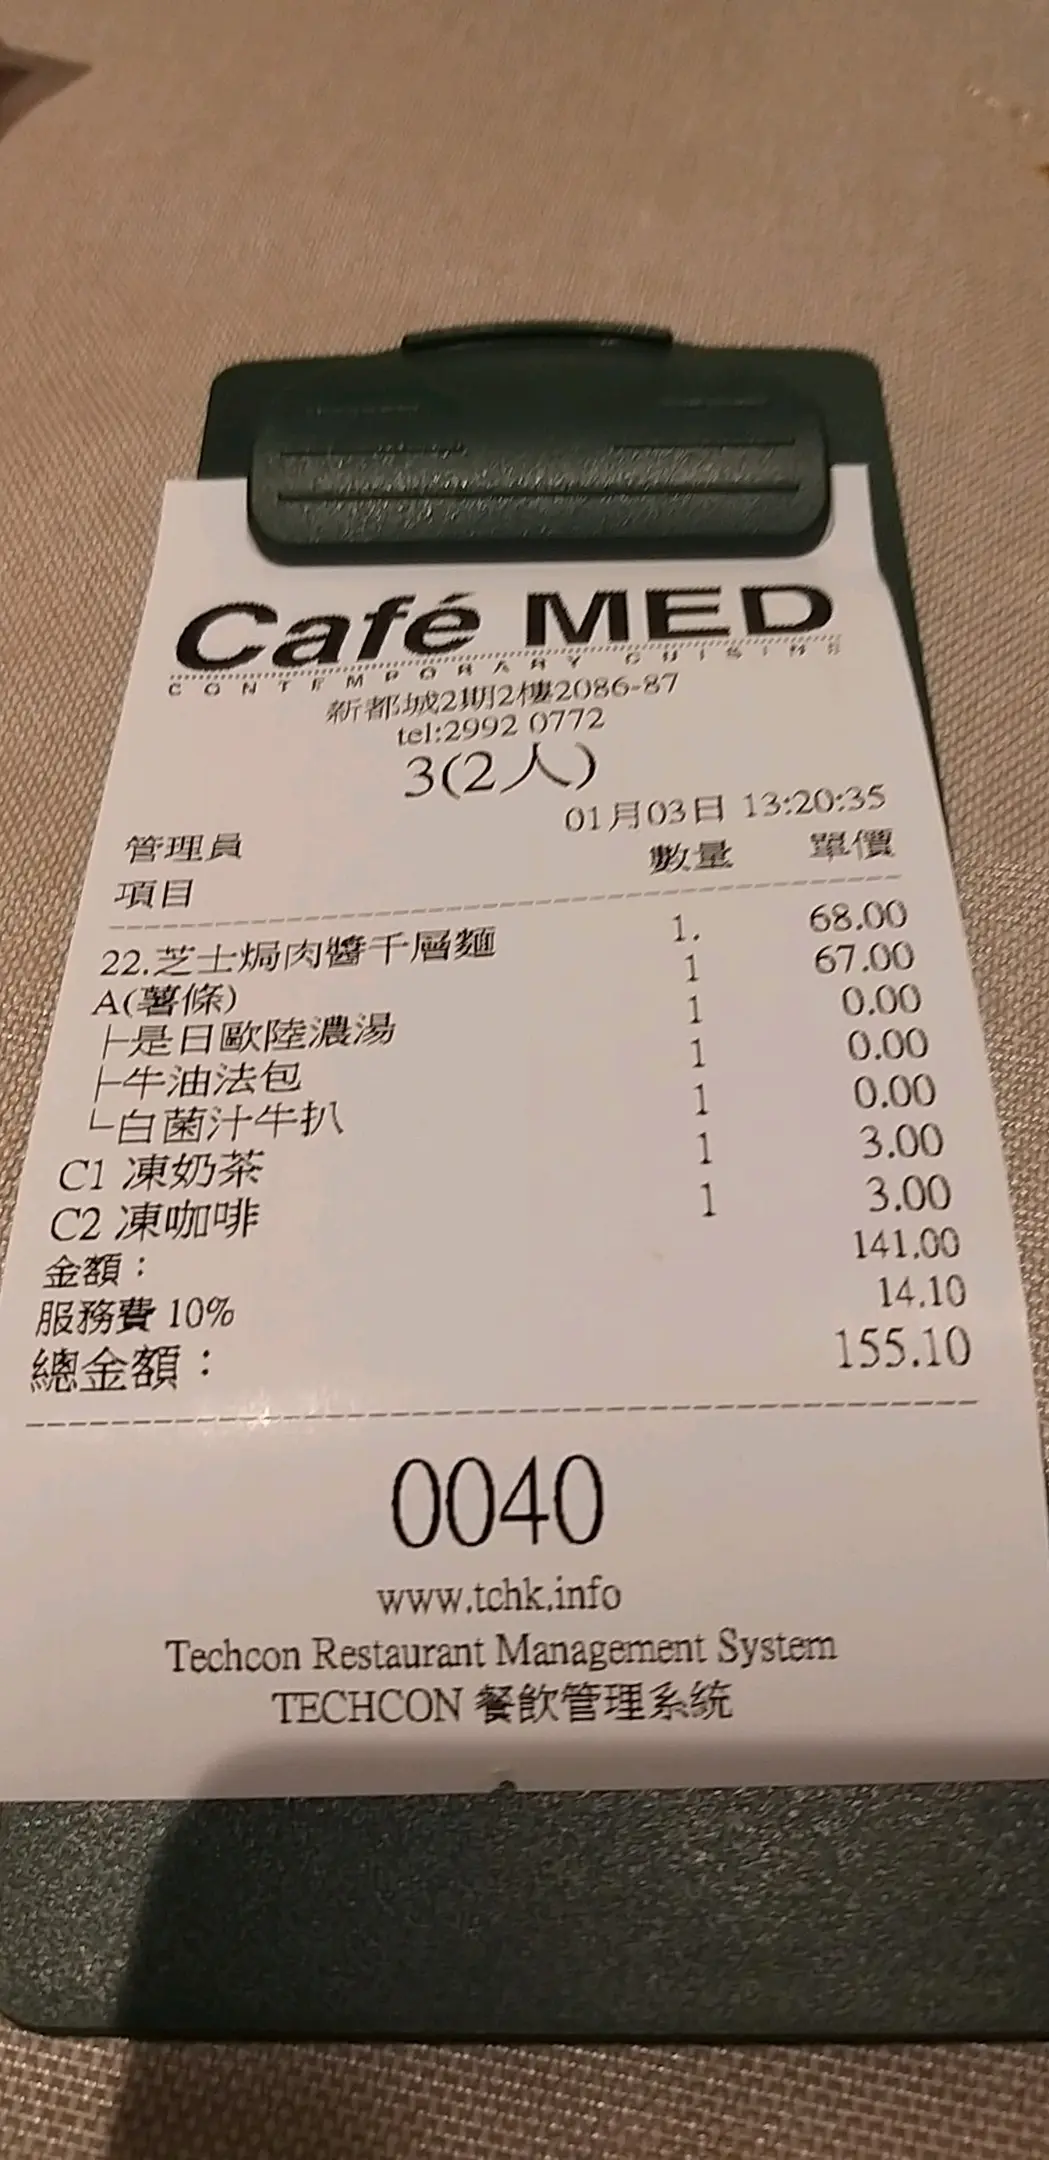 Café MED
CONTEMPORARY CUISINE
新都城2期2樓2086-87
tel:2992 0772
3(2人)
01月03日 13:20:35
管理員
項目 數量 單價
22.芝士焗肉醬千層麵 1. 68.00
A(薯條) 1 67.00
├是日歐陸濃湯 1 0.00
├牛油法包 1 0.00
└白菌汁牛扒 1 0.00
C1 凍奶茶 1 3.00
C2 凍咖啡 1 3.00
金額： 141.00
服務費 10% 14.10
總金額： 155.10
0040
www.tchk.info
Techcon Restaurant Management System
TECHCON 餐飲管理系統